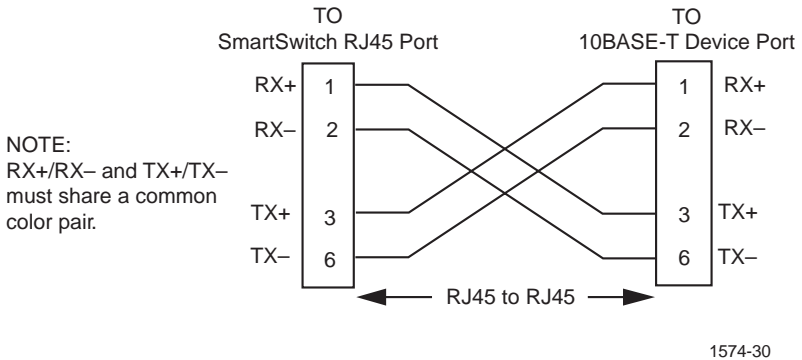 TO
SmartSwitch RJ45 Port
TO
10BASE-T Device Port
RX+ 1
RX– 2
TX+ 3
TX– 6
1 RX+
2 RX–
3 TX+
6 TX–
NOTE:
RX+/RX– and TX+/TX–
must share a common
color pair.
RJ45 to RJ45
1574-30